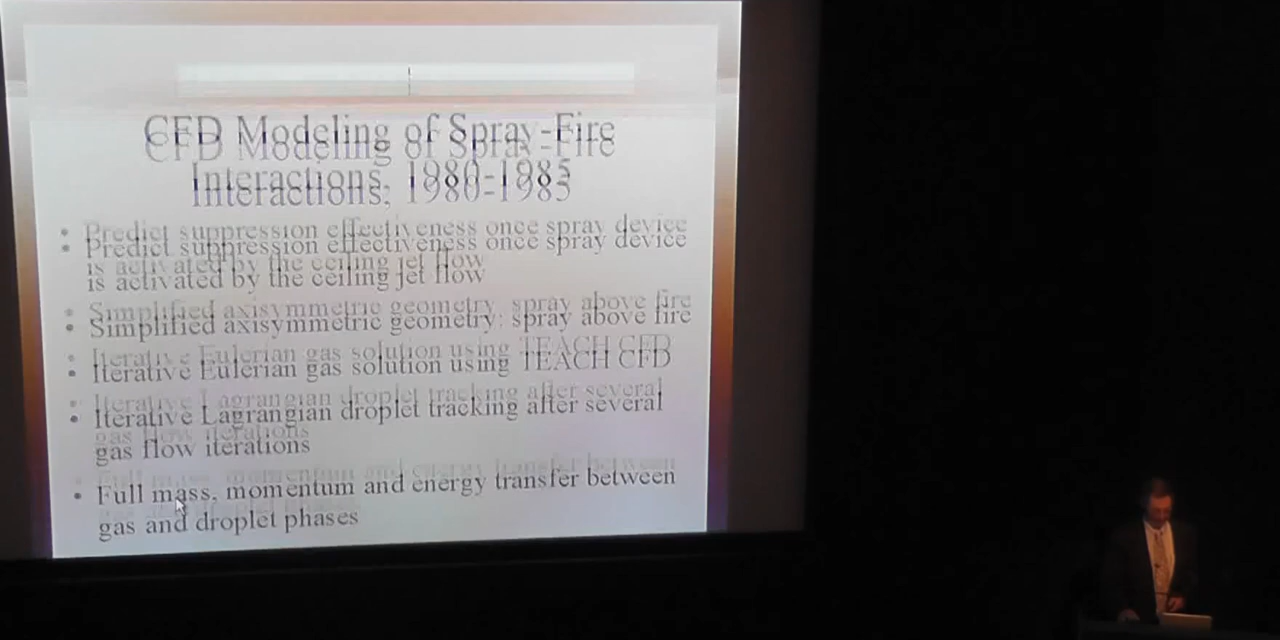 CFD Modeling of Spray-Fire
Interactions, 1980-1985
• Predict suppression effectiveness once spray device
is activated by the ceiling jet flow
• Simplified axisymmetric geometry: spray above fire
• Iterative Eulerian gas solution using TEACH CFD
• Iterative Lagrangian droplet tracking after several
gas flow iterations
• Full mass, momentum and energy transfer between
gas and droplet phases